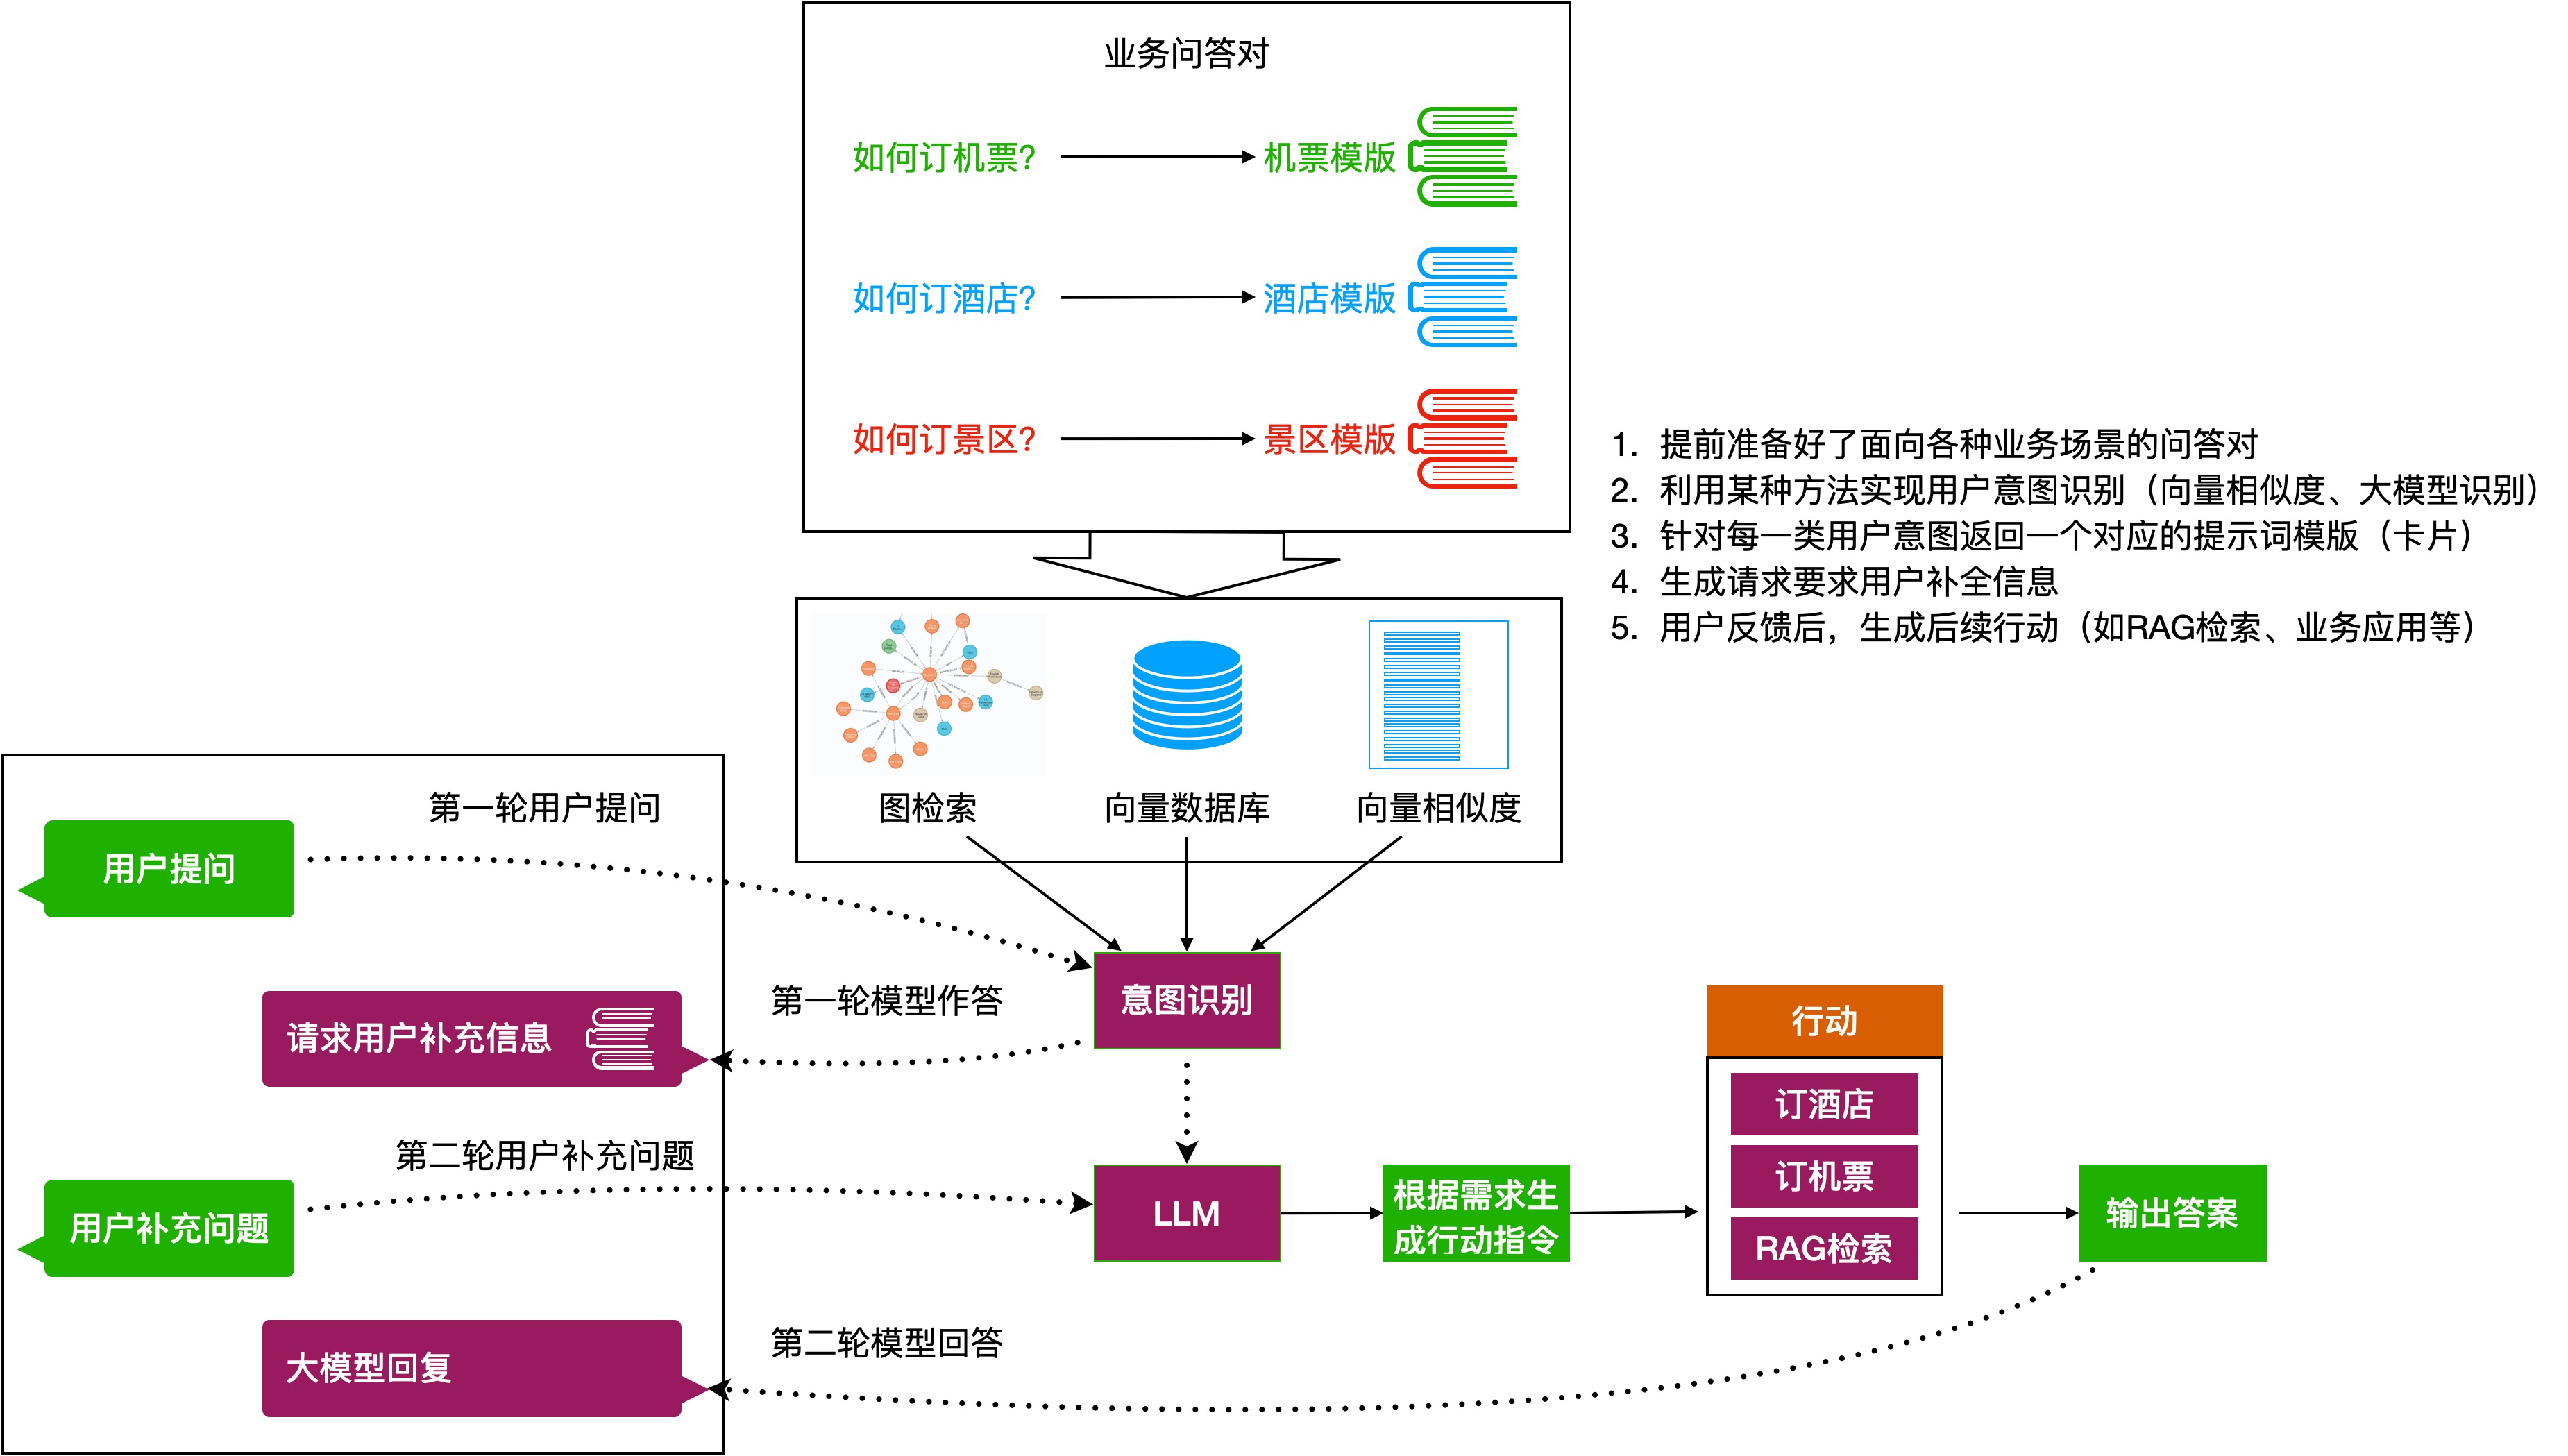 业务问答对
如何订机票?
机票模版
如何订酒店?
酒店模版
如何订景区?
景区模版
1. 提前准备好了面向各种业务场景的问答对
2. 利用某种方法实现用户意图识别（向量相似度、大模型识别）
3. 针对每一类用户意图返回一个对应的提示词模版（卡片）
4. 生成请求要求用户补全信息
5. 用户反馈后，生成后续行动（如RAG检索、业务应用等）
图检索
向量数据库
向量相似度
第一轮用户提问
用户提问
意图识别
第一轮模型作答
请求用户补充信息
第二轮用户补充问题
用户补充问题
LLM
根据需求生
成行动指令
行动
订酒店
订机票
RAG检索
输出答案
第二轮模型回答
大模型回复